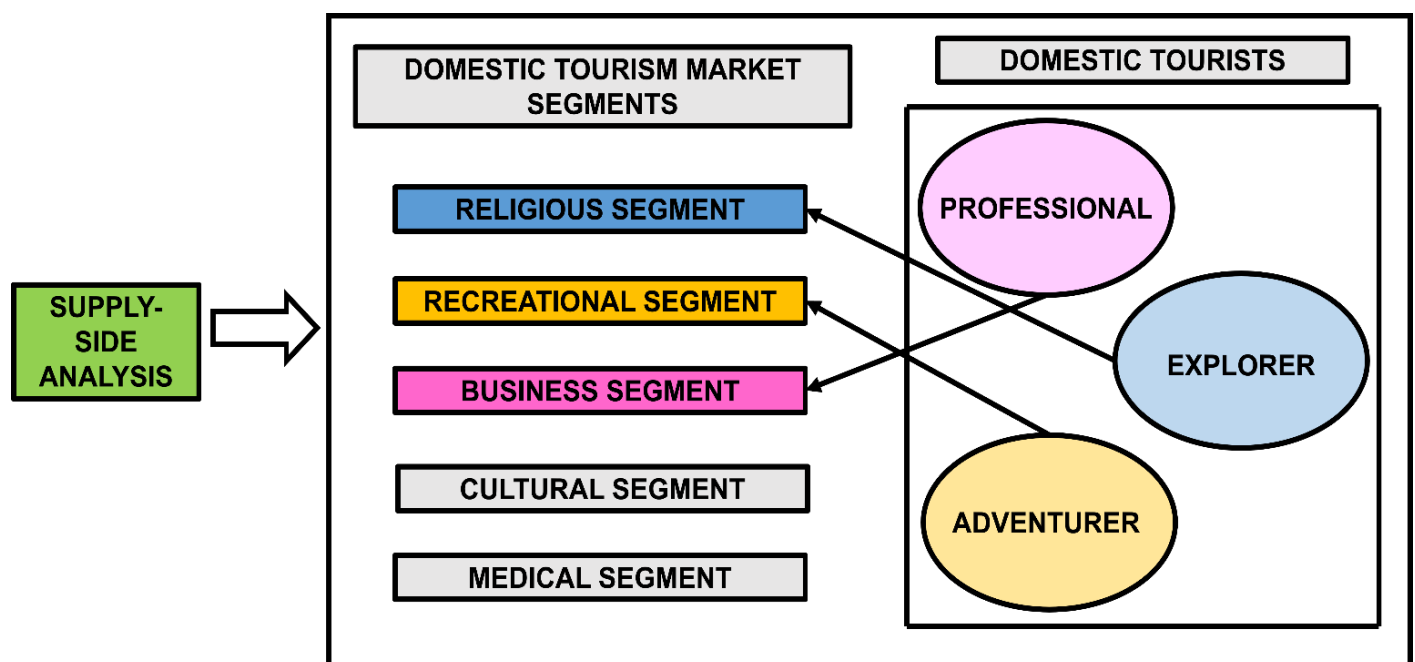 SUPPLY-
SIDE
ANALYSIS
DOMESTIC TOURISM MARKET
SEGMENTS
RELIGIOUS SEGMENT
RECREATIONAL SEGMENT
BUSINESS SEGMENT
CULTURAL SEGMENT
MEDICAL SEGMENT
DOMESTIC TOURISTS
PROFESSIONAL
EXPLORER
ADVENTURER